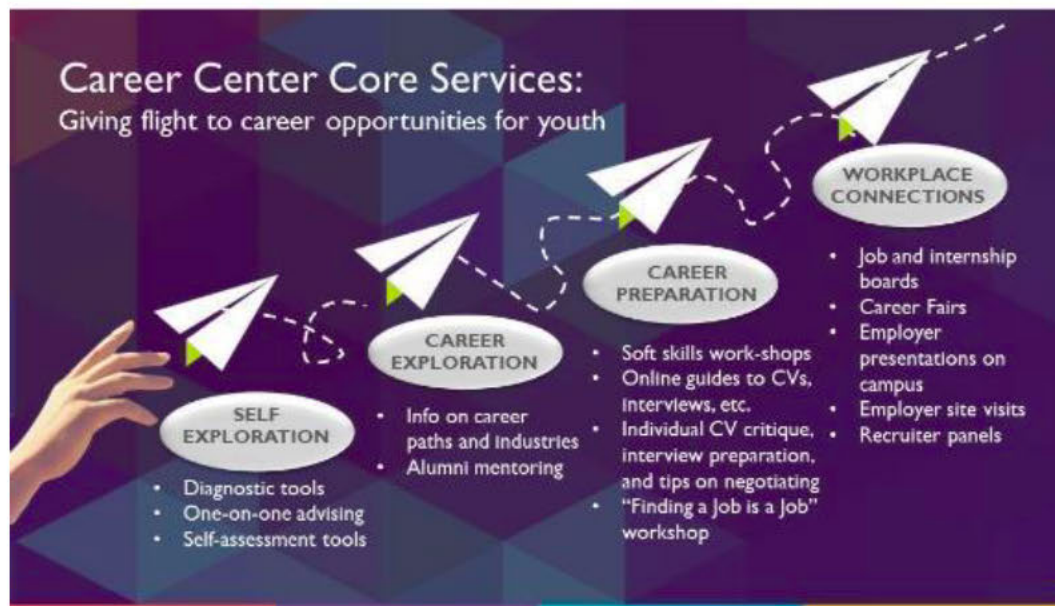 Career Center Core Services:
Giving flight to career opportunities for youth
SELF
EXPLORATION
• Diagnostic tools
• One-on-one advising
• Self-assessment tools
CAREER
EXPLORATION
• Info on career
paths and industries
• Alumni mentoring
CAREER
PREPARATION
• Soft skills work-shops
• Online guides to CVs,
interviews, etc.
• Individual CV critique,
interview preparation,
and tips on negotiating
• “Finding a Job is a Job”
workshop
WORKPLACE
CONNECTIONS
• Job and internship
boards
• Career Fairs
• Employer
presentations on
campus
• Employer site visits
• Recruiter panels